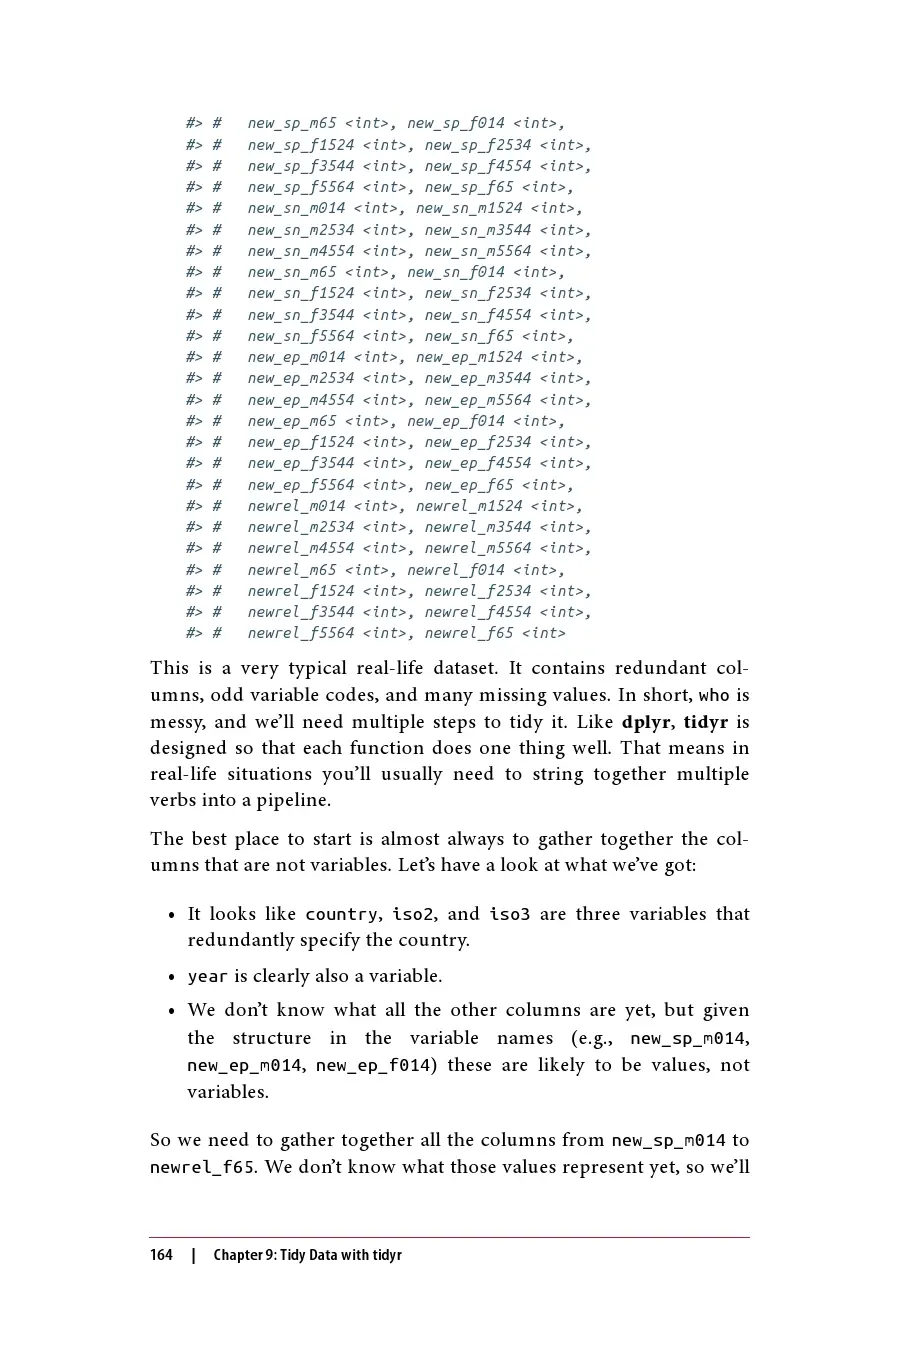 #> #   new_sp_m65 <int>, new_sp_f014 <int>,
#> #   new_sp_f1524 <int>, new_sp_f2534 <int>,
#> #   new_sp_f3544 <int>, new_sp_f4554 <int>,
#> #   new_sp_f5564 <int>, new_sp_f65 <int>,
#> #   new_sn_m014 <int>, new_sn_m1524 <int>,
#> #   new_sn_m2534 <int>, new_sn_m3544 <int>,
#> #   new_sn_m4554 <int>, new_sn_m5564 <int>,
#> #   new_sn_m65 <int>, new_sn_f014 <int>,
#> #   new_sn_f1524 <int>, new_sn_f2534 <int>,
#> #   new_sn_f3544 <int>, new_sn_f4554 <int>,
#> #   new_sn_f5564 <int>, new_sn_f65 <int>,
#> #   new_ep_m014 <int>, new_ep_m1524 <int>,
#> #   new_ep_m2534 <int>, new_ep_m3544 <int>,
#> #   new_ep_m4554 <int>, new_ep_m5564 <int>,
#> #   new_ep_m65 <int>, new_ep_f014 <int>,
#> #   new_ep_f1524 <int>, new_ep_f2534 <int>,
#> #   new_ep_f3544 <int>, new_ep_f4554 <int>,
#> #   new_ep_f5564 <int>, new_ep_f65 <int>,
#> #   newrel_m014 <int>, newrel_m1524 <int>,
#> #   newrel_m2534 <int>, newrel_m3544 <int>,
#> #   newrel_m4554 <int>, newrel_m5564 <int>,
#> #   newrel_m65 <int>, newrel_f014 <int>,
#> #   newrel_f1524 <int>, newrel_f2534 <int>,
#> #   newrel_f3544 <int>, newrel_f4554 <int>,
#> #   newrel_f5564 <int>, newrel_f65 <int>
This is a very typical real-life dataset. It contains redundant col-
umns, odd variable codes, and many missing values. In short, who is
messy, and we’ll need multiple steps to tidy it. Like dplyr, tidyr is
designed so that each function does one thing well. That means in
real-life situations you’ll usually need to string together multiple
verbs into a pipeline.
The best place to start is almost always to gather together the col-
umns that are not variables. Let’s have a look at what we’ve got:
• It looks like country, iso2, and iso3 are three variables that
redundantly specify the country.
• year is clearly also a variable.
• We don’t know what all the other columns are yet, but given
the structure in the variable names (e.g., new_sp_m014,
new_ep_m014, new_ep_f014) these are likely to be values, not
variables.
So we need to gather together all the columns from new_sp_m014 to
newrel_f65. We don’t know what those values represent yet, so we’ll
164 | Chapter 9: Tidy Data with tidyr